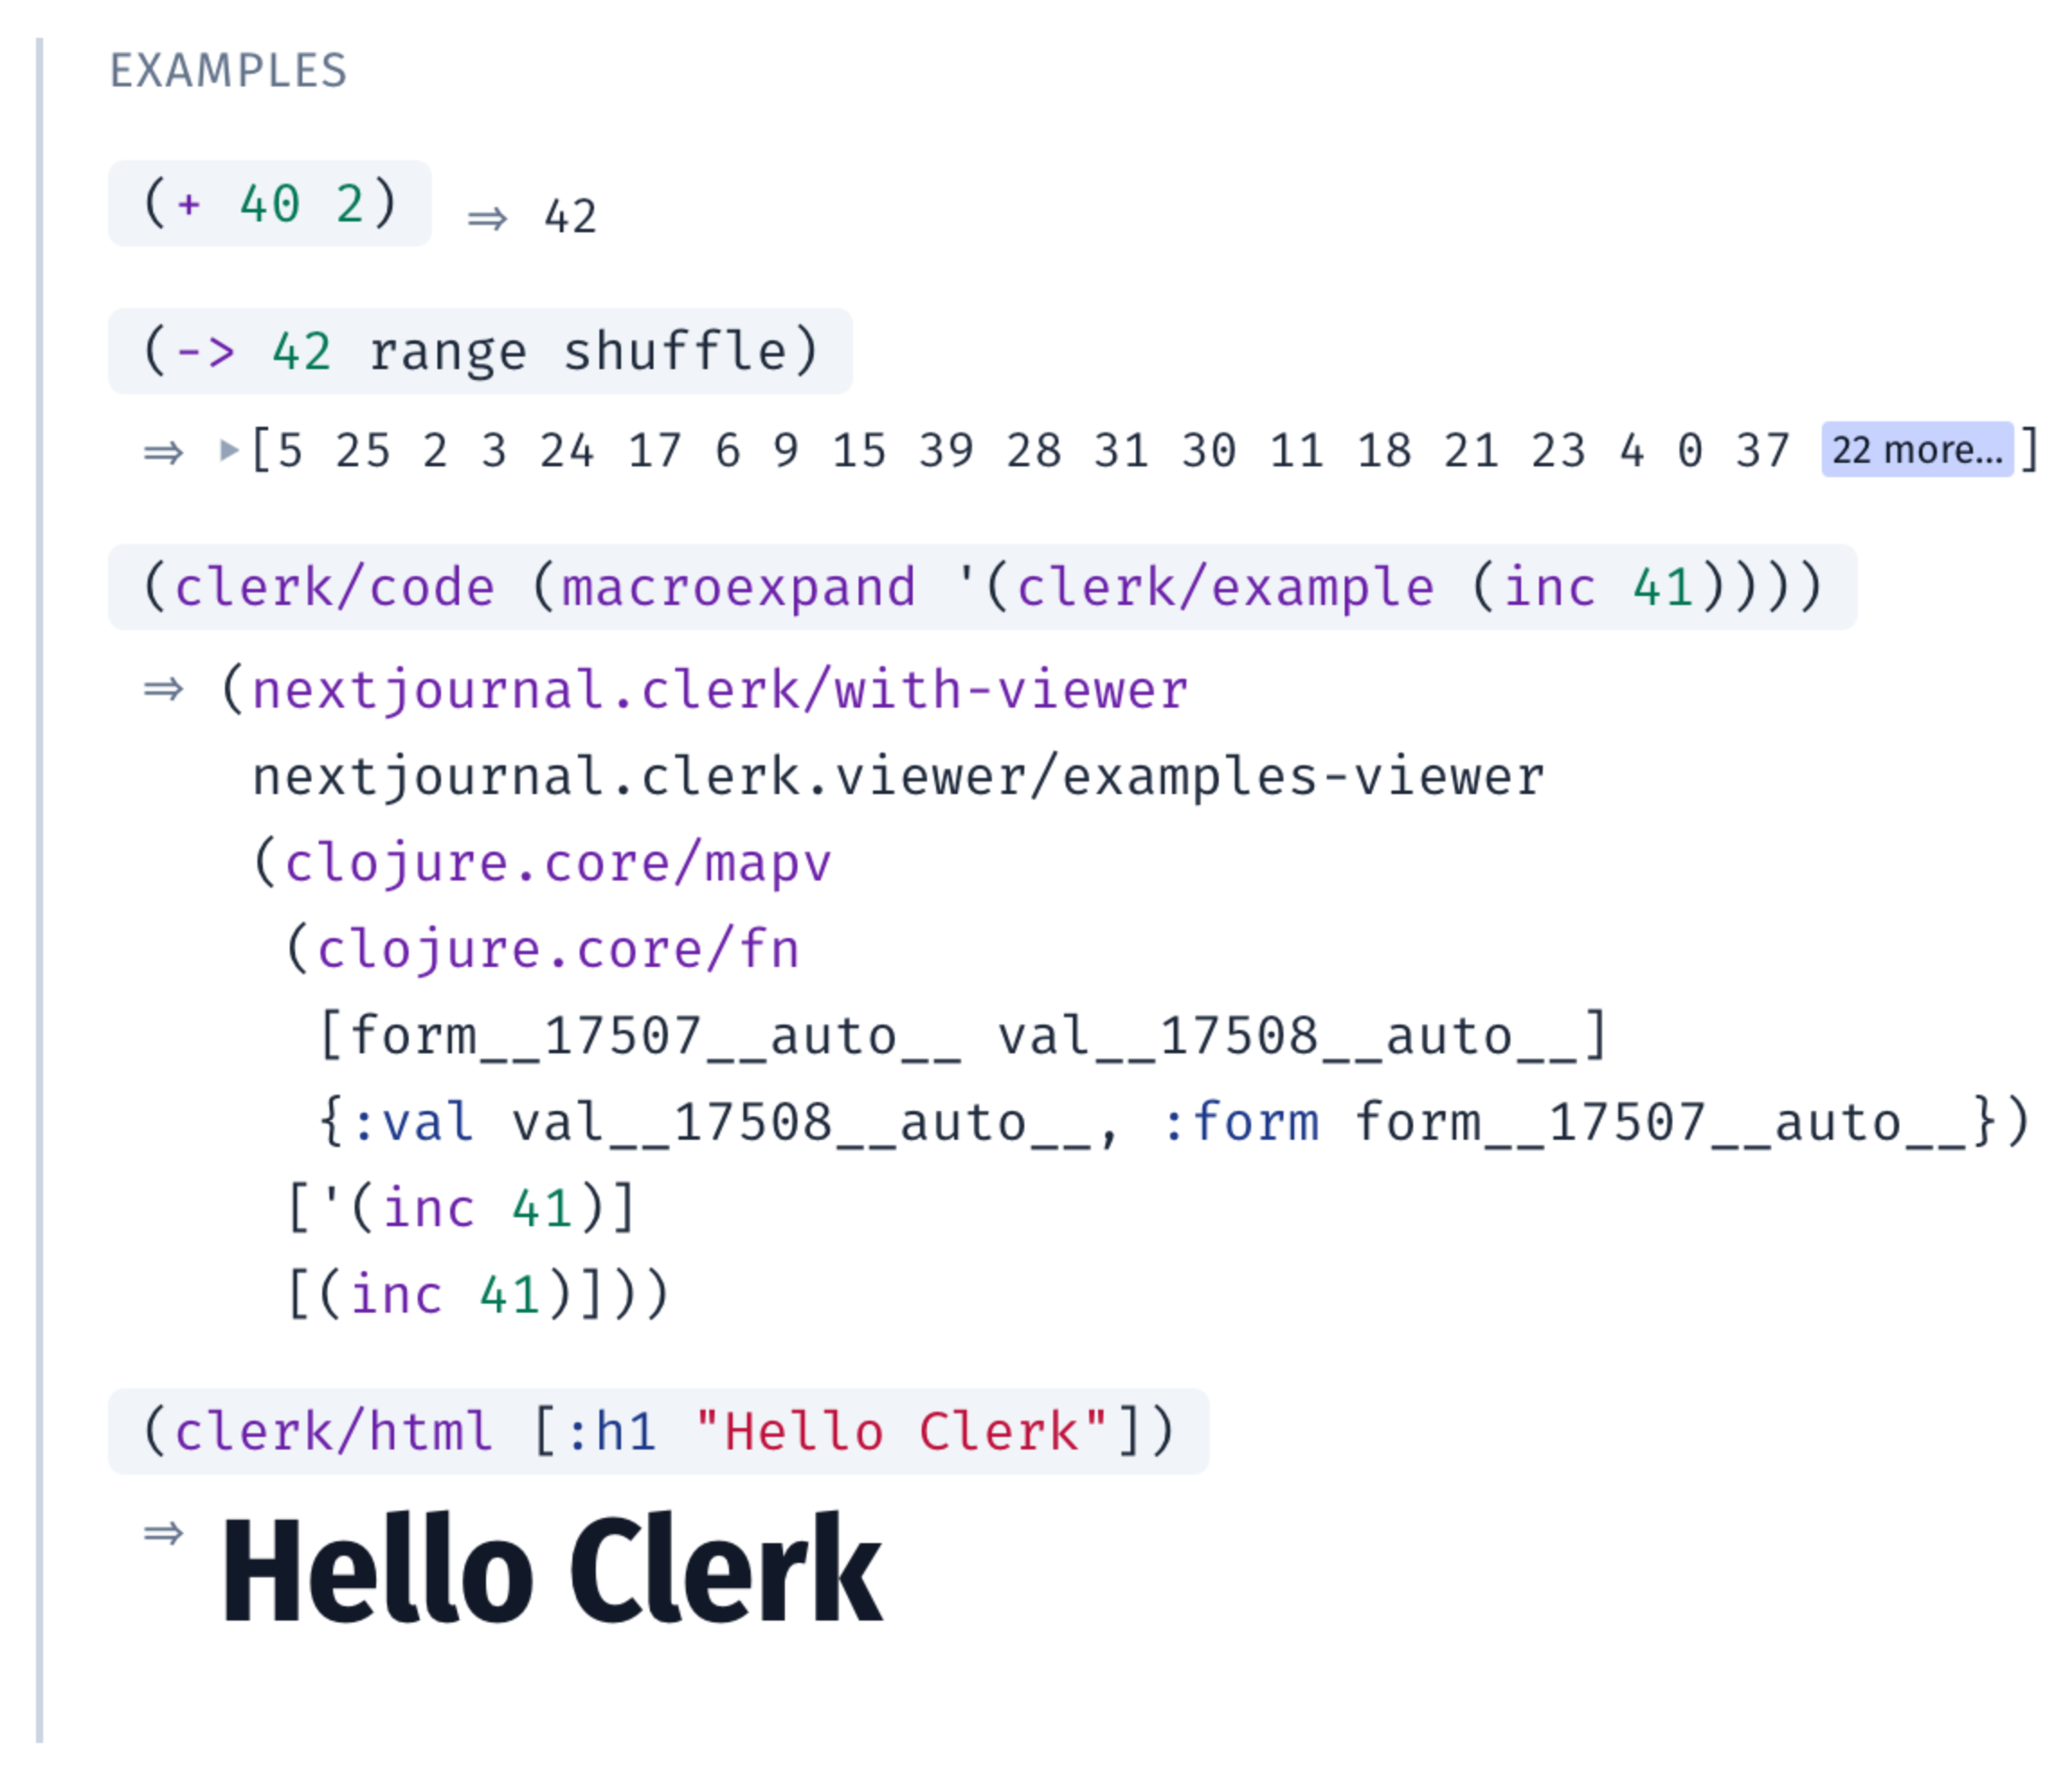 EXAMPLES
(+ 40 2) ⇒ 42
(-> 42 range shuffle)
⇒ ▶[5 25 2 3 24 17 6 9 15 39 28 31 30 11 18 21 23 4 0 37 22 more…]
(clerk/code (macroexpand '(clerk/example (inc 41))))
⇒ (nextjournal.clerk/with-viewer
nextjournal.clerk.viewer/examples-viewer
(clojure.core/mapv
(clojure.core/fn
[form__17507__auto__ val__17508__auto__]
{:val val__17508__auto__, :form form__17507__auto__})
['(inc 41)]
[(inc 41)]))
(clerk/html [:h1 "Hello Clerk"])
⇒ Hello Clerk